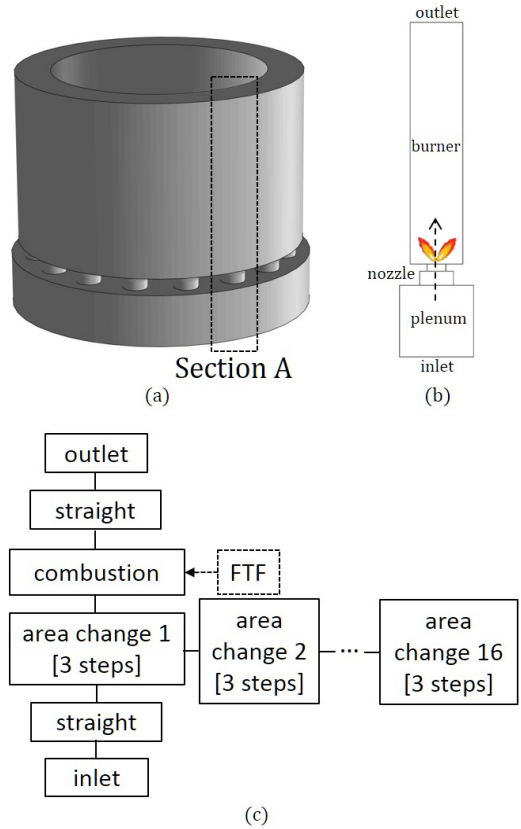 Section A
(a)
outlet
burner
nozzle
plenum
inlet
(b)
outlet
straight
combustion
FTF
area change 1
[3 steps]
area
change 2
[3 steps]
...
area
change 16
[3 steps]
straight
inlet
(c)